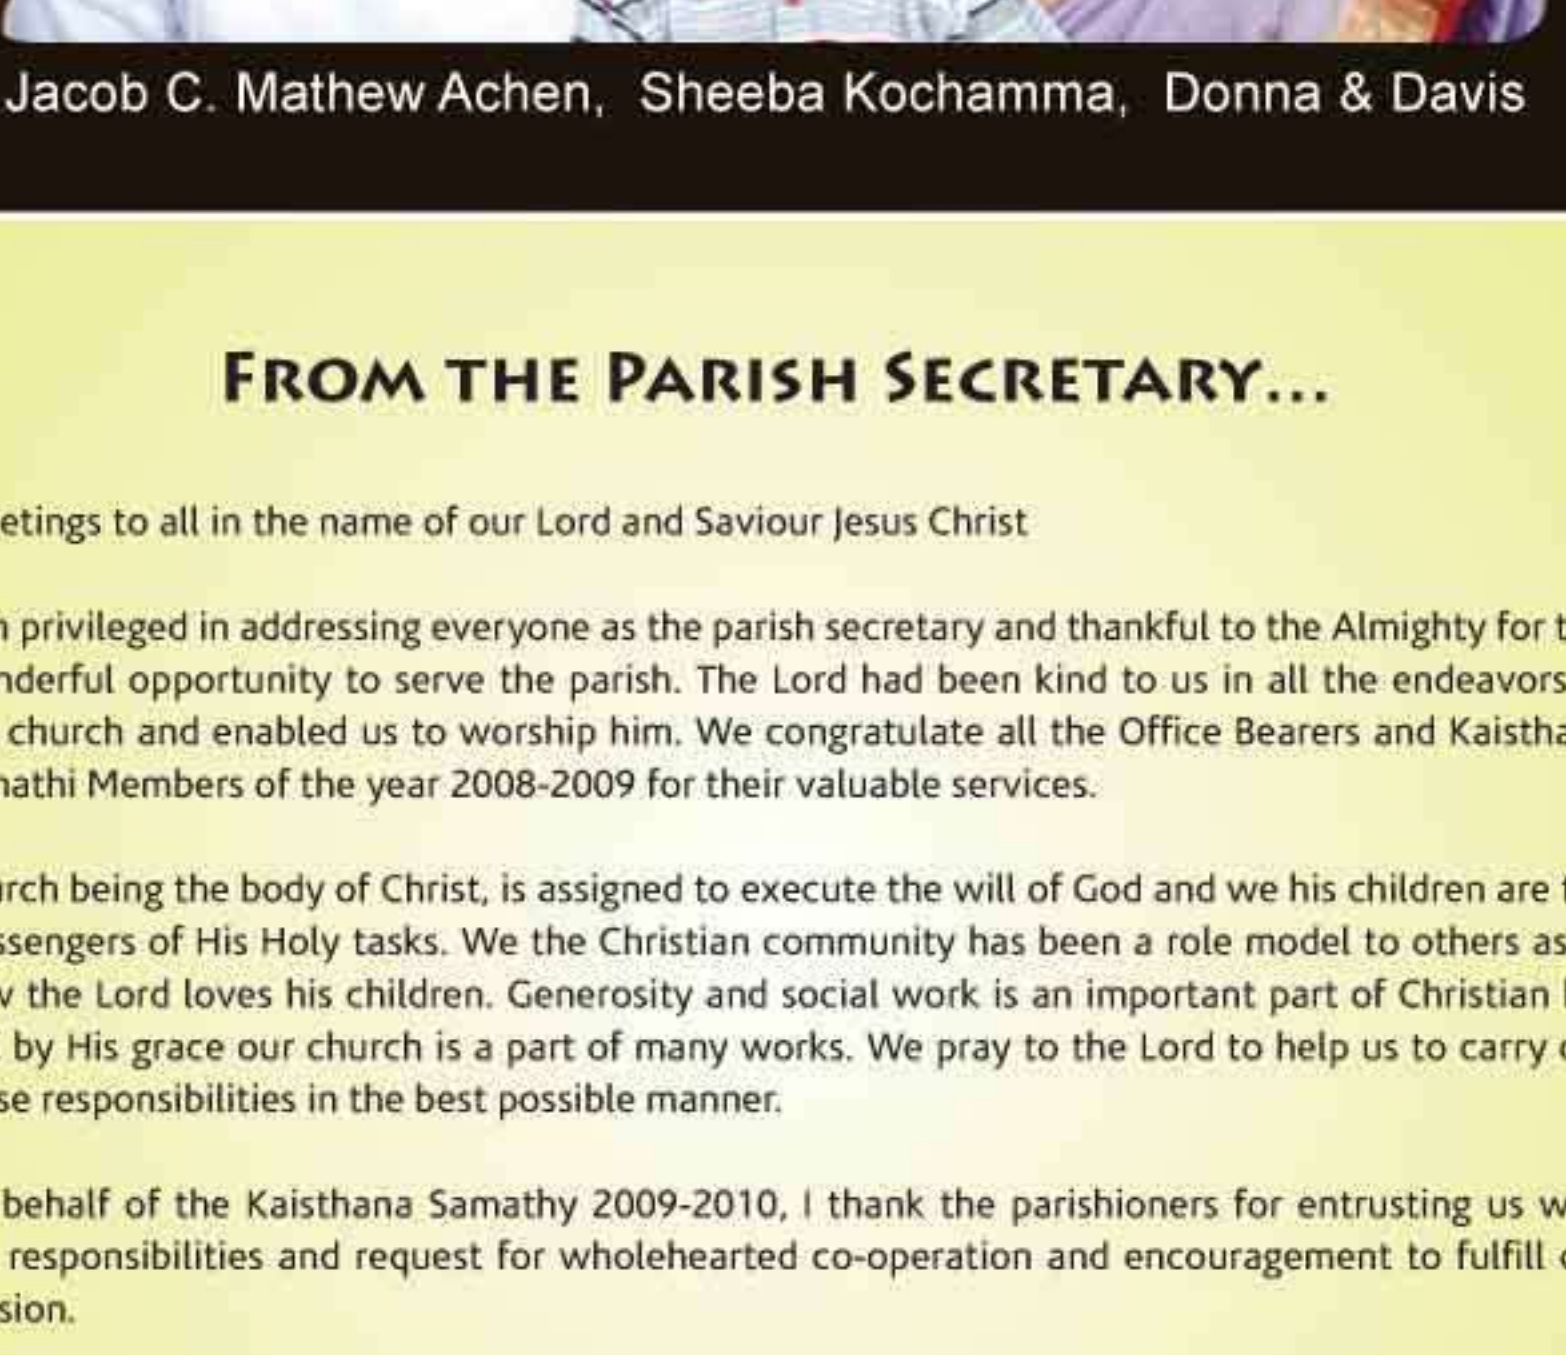 Jacob C. Mathew Achen, Sheeba Kochamma, Donna & Davis
FROM THE PARISH SECRETARY...
etings to all in the name of our Lord and Saviour Jesus Christ
privileged in addressing everyone as the parish secretary and thankful to the Almighty for t
nderful opportunity to serve the parish. The Lord had been kind to us in all the endeavors
church and enabled us to worship him. We congratulate all the Office Bearers and Kaistha
nathi Members of the year 2008-2009 for their valuable services.
rch being the body of Christ, is assigned to execute the will of God and we his children are
ssengers of His Holy tasks. We the Christian community has been a role model to others as
the Lord loves his children. Generosity and social work is an important part of Christian
by His grace our church is a part of many works. We pray to the Lord to help us to carry
se responsibilities in the best possible manner.
behalf of the Kaisthana Samathy 2009-2010, I thank the parishioners for entrusting us w
responsibilities and request for wholehearted co-operation and encouragement to fulfill
sion.